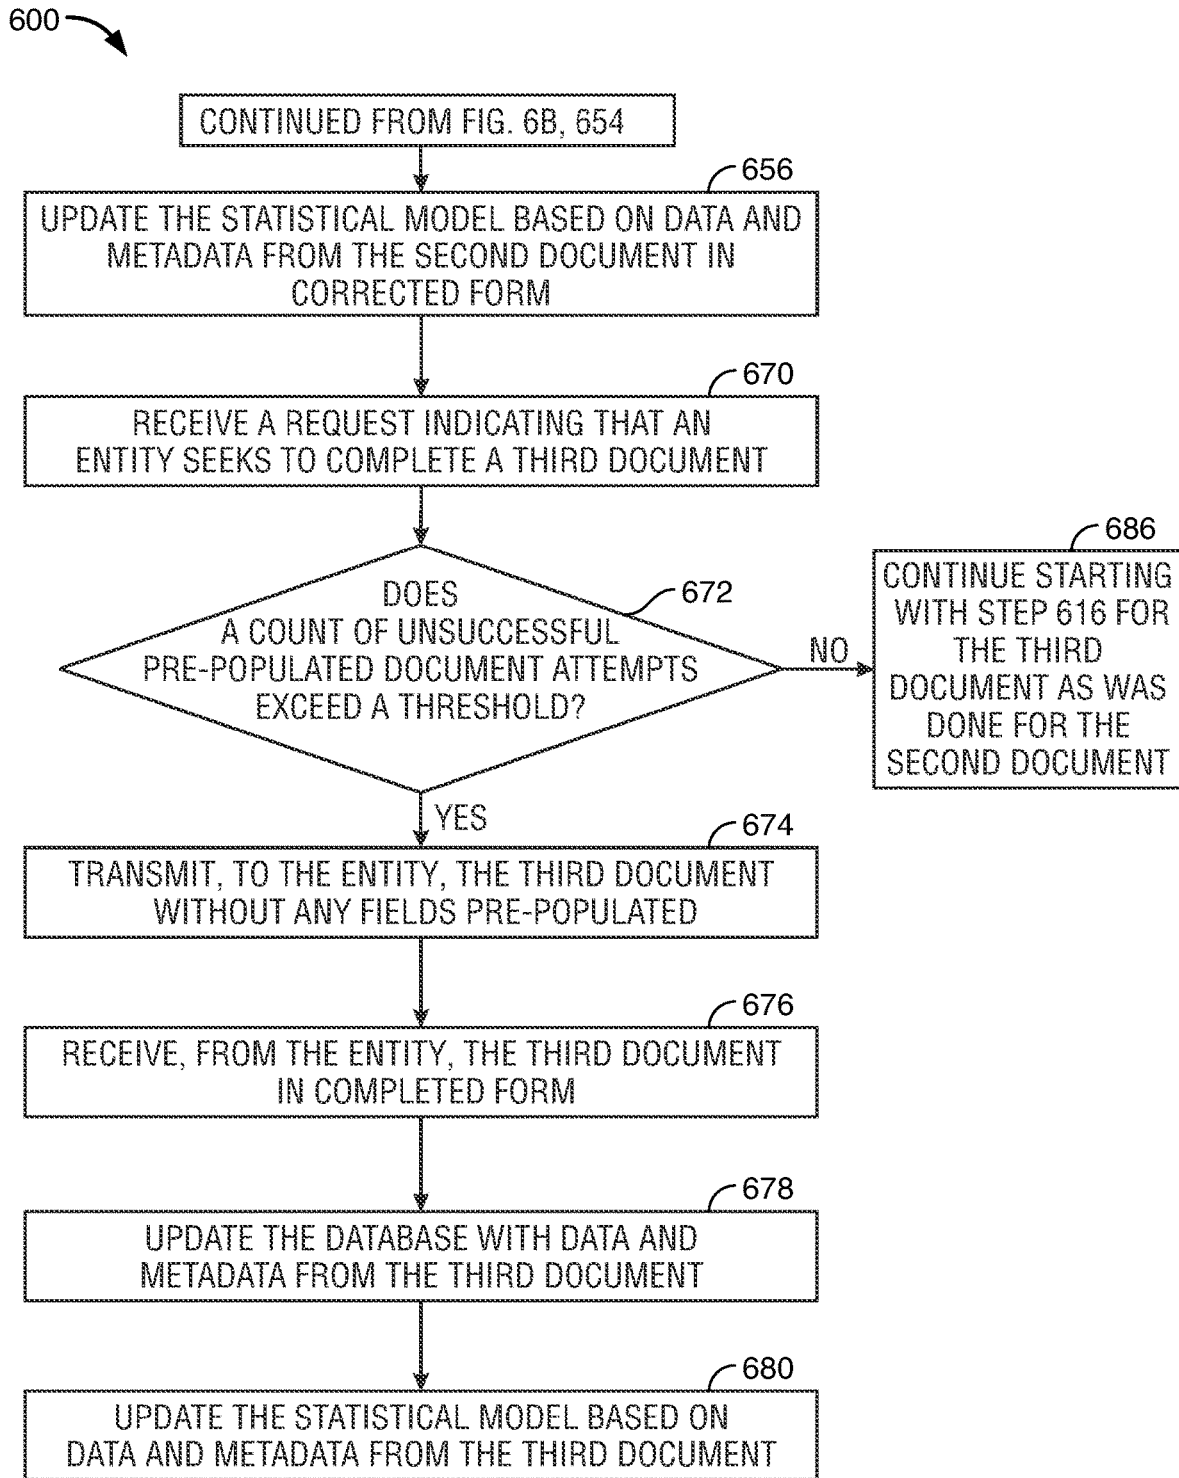 600
CONTINUED FROM FIG. 6B, 654
656
UPDATE THE STATISTICAL MODEL BASED ON DATA AND
METADATA FROM THE SECOND DOCUMENT IN
CORRECTED FORM
670
RECEIVE A REQUEST INDICATING THAT AN
ENTITY SEEKS TO COMPLETE A THIRD DOCUMENT
672
DOES
A COUNT OF UNSUCCESSFUL
PRE-POPULATED DOCUMENT ATTEMPTS
EXCEED A THRESHOLD?
NO
686
CONTINUE STARTING
WITH STEP 616 FOR
THE THIRD
DOCUMENT AS WAS
DONE FOR THE
SECOND DOCUMENT
YES
674
TRANSMIT, TO THE ENTITY, THE THIRD DOCUMENT
WITHOUT ANY FIELDS PRE-POPULATED
676
RECEIVE, FROM THE ENTITY, THE THIRD DOCUMENT
IN COMPLETED FORM
678
UPDATE THE DATABASE WITH DATA AND
METADATA FROM THE THIRD DOCUMENT
680
UPDATE THE STATISTICAL MODEL BASED ON
DATA AND METADATA FROM THE THIRD DOCUMENT